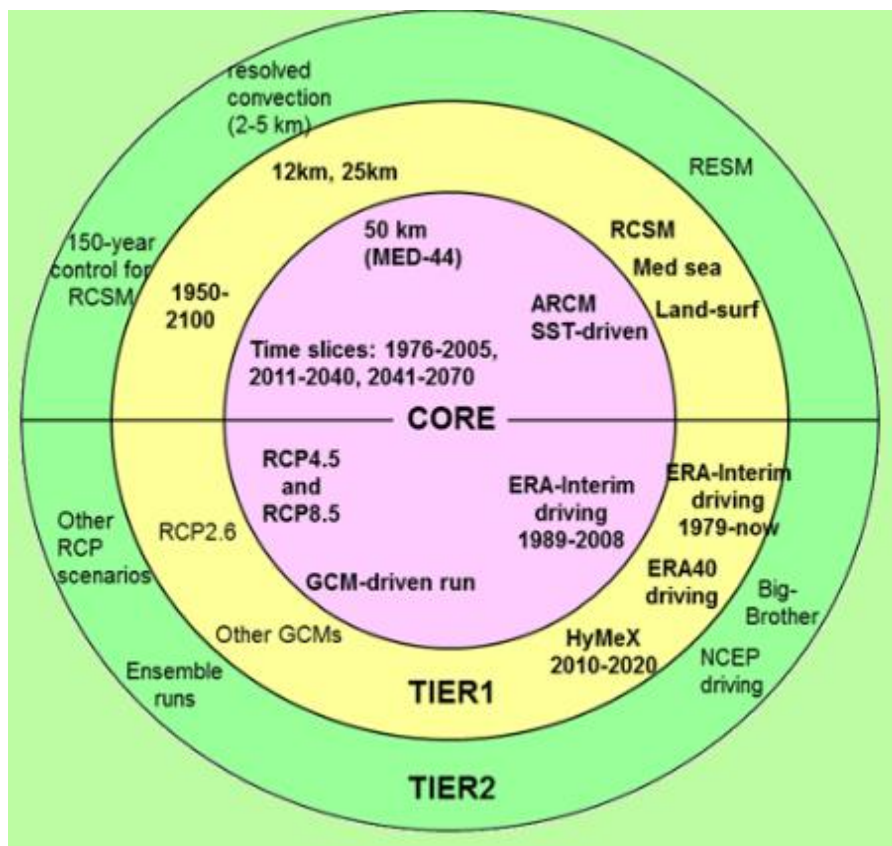 resolved
convection
(2-5 km)
RESM
12km, 25km
50 km
(MED-44)
RCSM
Med sea
Land-surf
150-year
control for
RCSM
1950-
2100
ARCM
SST-driven
Time slices: 1976-2005,
2011-2040, 2041-2070
CORE
RCP4.5
and
RCP8.5
ERA-Interim
driving
1989-2008
ERA-Interim
driving
1979-now
Other
RCP
scenarios
RCP2.6
GCM-driven run
ERA40
driving
Big-
Brother
Other GCMs
HyMeX
2010-2020
NCEP
driving
Ensemble
runs
TIER1
TIER2